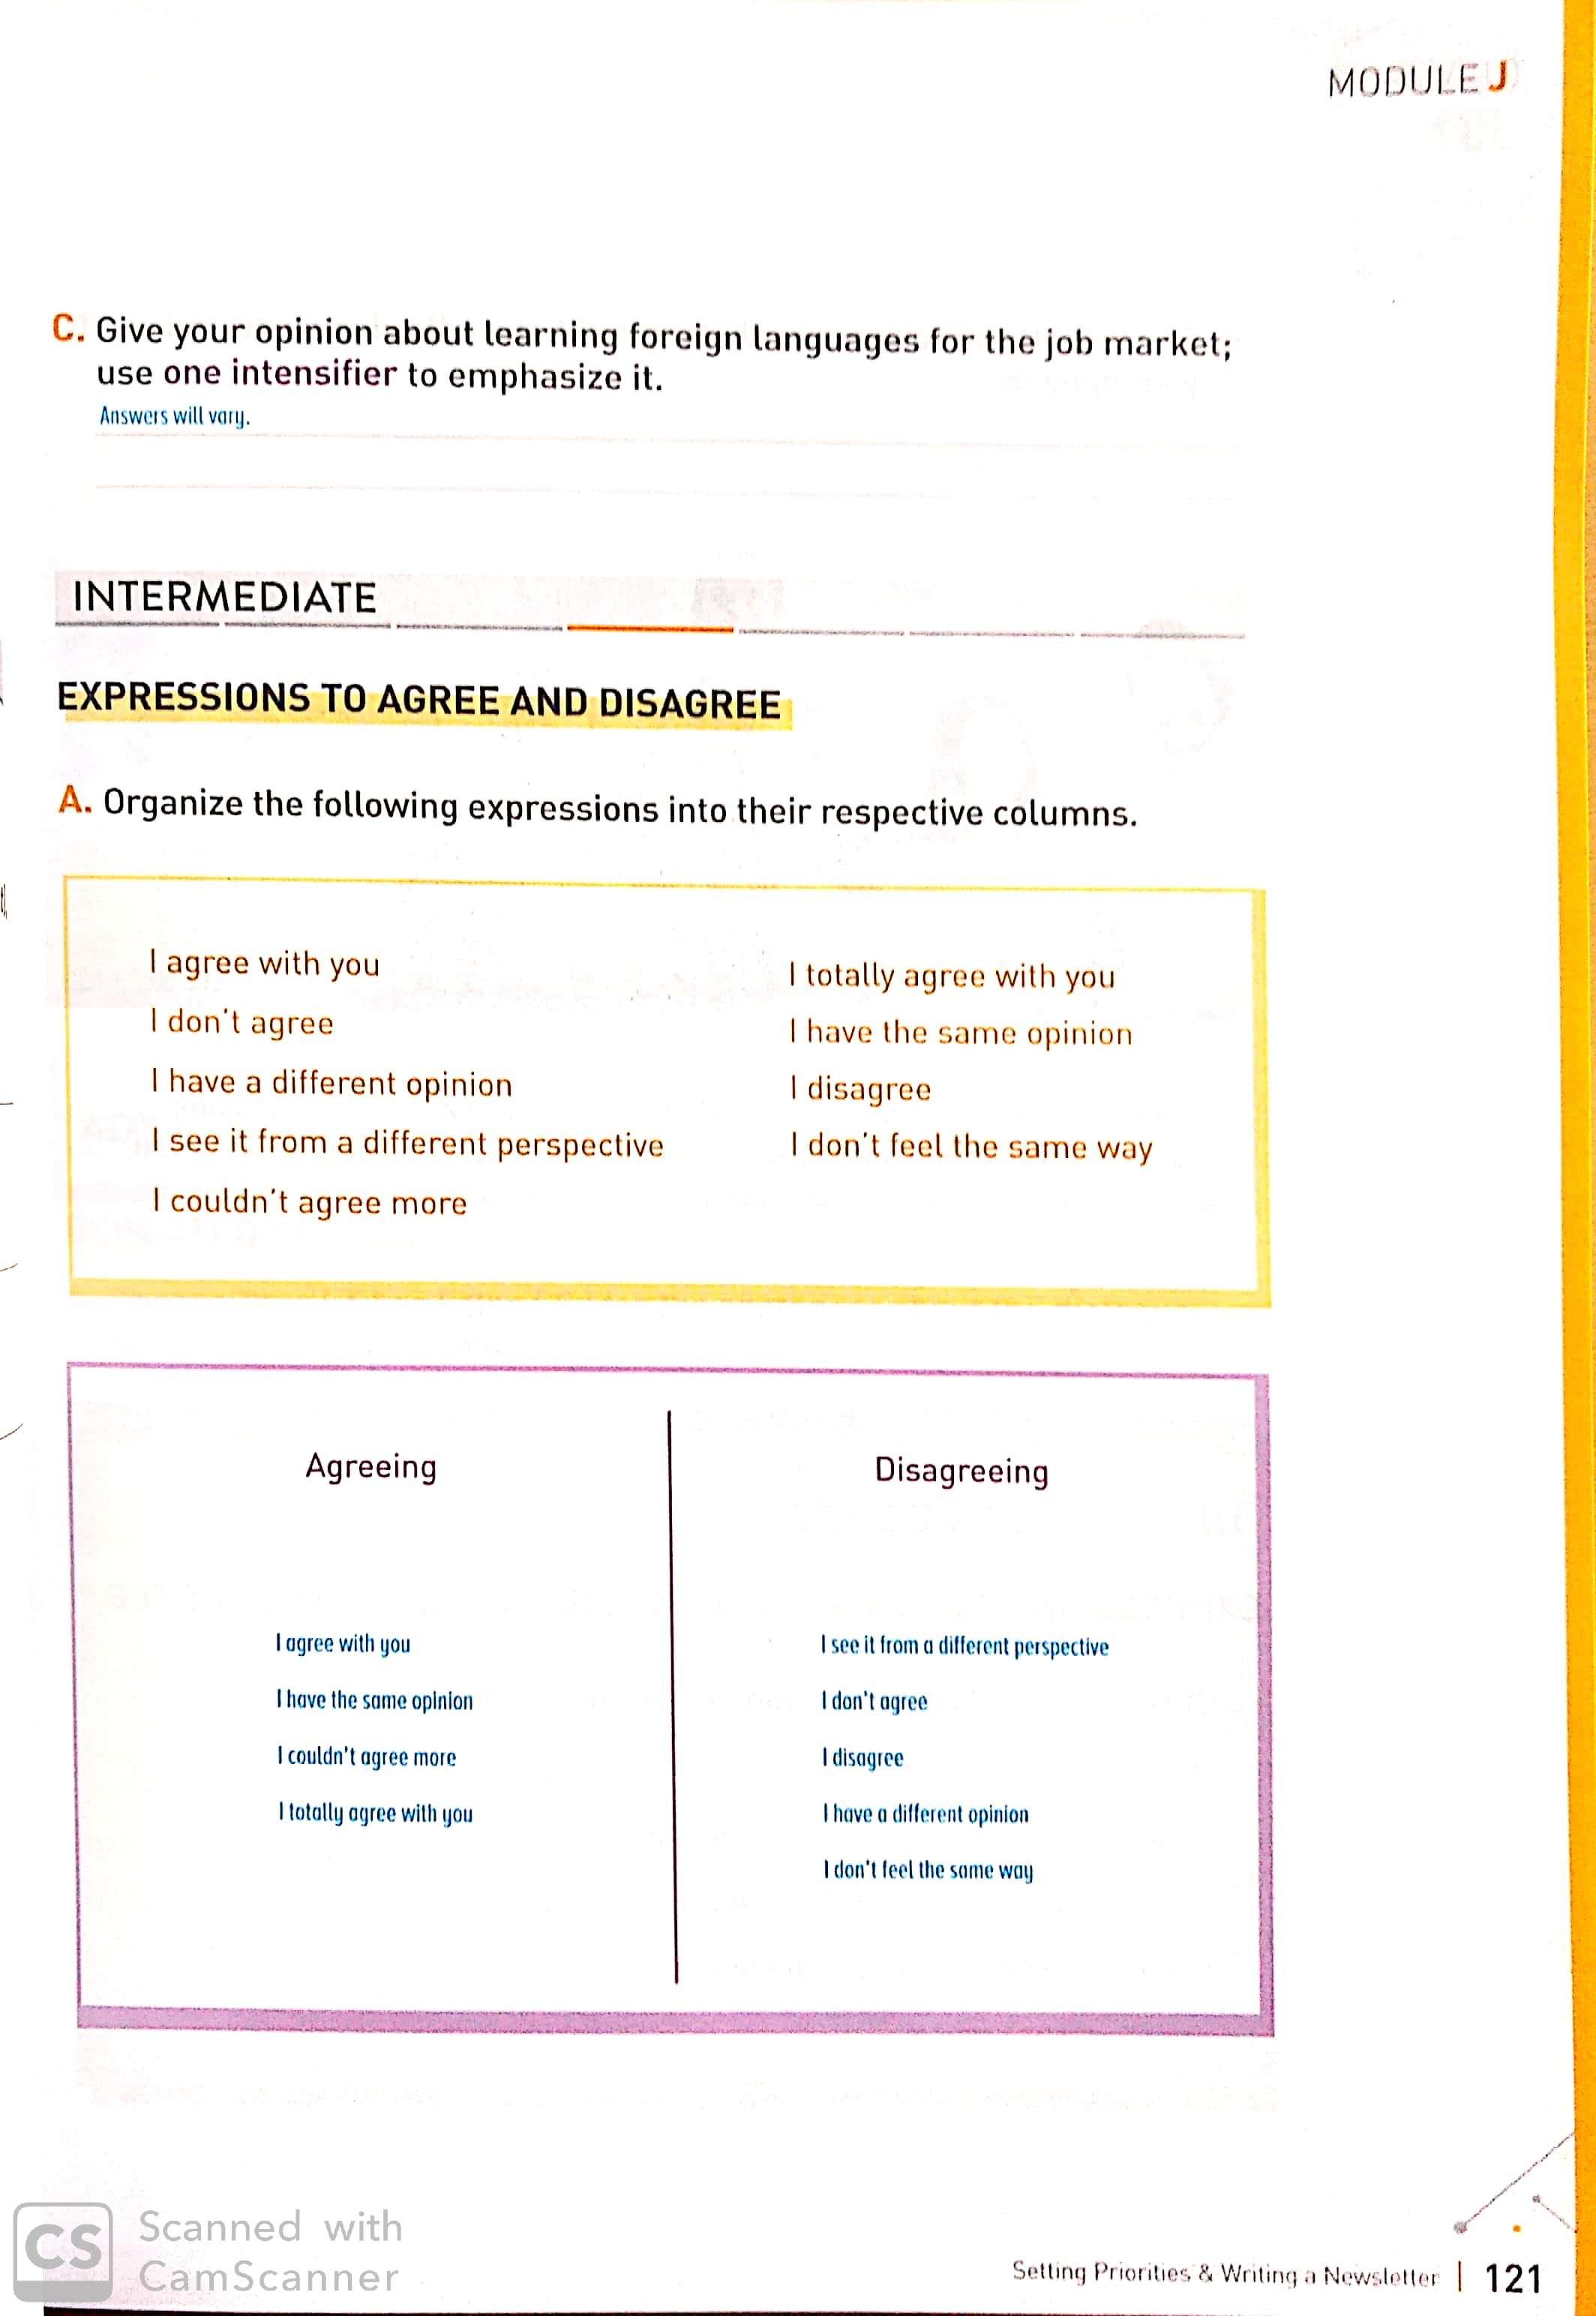 MODULE J
C. Give your opinion about learning foreign languages for the job market;
use one intensifier to emphasize it.
Answers will vary.
INTERMEDIATE
EXPRESSIONS TO AGREE AND DISAGREE
A. Organize the following expressions into their respective columns.
I agree with you
I don't agree
I have a different opinion
I see it from a different perspective
I couldn't agree more
I totally agree with you
I have the same opinion
I disagree
I don't feel the same way
Agreeing
I agree with you
I have the same opinion
I couldn't agree more
I totally agree with you
Disagreeing
I see it from a different perspective
I don't agree
I disagree
I have a different opinion
I don't feel the same way
CS Scanned with
CamScanner
Setting Priorities & Writing a Newsletter | 121